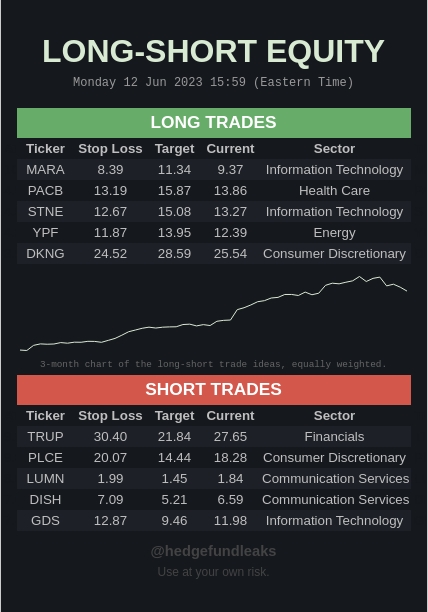 LONG-SHORT EQUITY
Monday 12 Jun 2023 15:59 (Eastern Time)
LONG TRADES
Ticker Stop Loss Target Current Sector
MARA 8.39 11.34 9.37 Information Technology
PACB 13.19 15.87 13.86 Health Care
STNE 12.67 15.08 13.27 Information Technology
YPF 11.87 13.95 12.39 Energy
DKNG 24.52 28.59 25.54 Consumer Discretionary
3-month chart of the long-short trade ideas, equally weighted.
SHORT TRADES
Ticker Stop Loss Target Current Sector
TRUP 30.40 21.84 27.65 Financials
PLCE 20.07 14.44 18.28 Consumer Discretionary
LUMN 1.99 1.45 1.84 Communication Services
DISH 7.09 5.21 6.59 Communication Services
GDS 12.87 9.46 11.98 Information Technology
@hedgefundleaks
Use at your own risk.